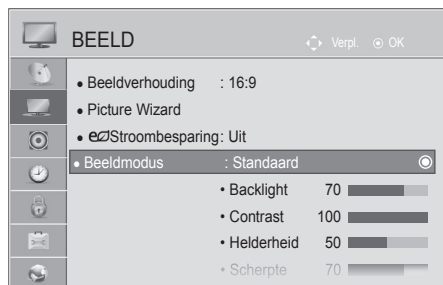 BEELD Verpl. OK
• Beeldverhouding : 16:9
• Picture Wizard
• Stroombesparing: Uit
• Beeldmodus : Standaard
• Backlight 70
• Contrast 100
• Helderheid 50
• Scherpte 70